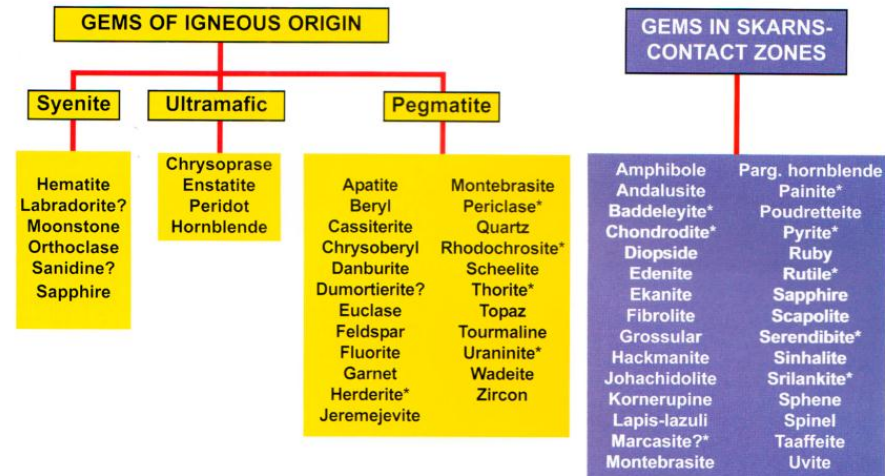 GEMS OF IGNEOUS ORIGIN
Syenite
Hematite
Labradorite?
Moonstone
Orthoclase
Sanidine?
Sapphire
Ultramafic
Chrysoprase
Enstatite
Peridot
Hornblende
Pegmatite
Apatite
Beryl
Cassiterite
Chrysoberyl
Danburite
Dumortierite?
Euclase
Feldspar
Fluorite
Garnet
Herderite*
Jeremejevite
Montebrasite
Periclase*
Quartz
Rhodochrosite*
Scheelite
Thorite*
Topaz
Tourmaline
Uraninite*
Wadeite
Zircon
GEMS IN SKARNS-
CONTACT ZONES
Amphibole
Andalusite
Baddeleyite*
Chondrodite*
Diopside
Edenite
Ekanite
Fibrolite
Grossular
Hackmanite
Johachidolite
Kornerupine
Lapis-lazuli
Marcasite?*
Montebrasite
Parg. hornblende
Painite*
Poudretteite
Pyrite*
Ruby
Rutile*
Sapphire
Scapolite
Serendibite*
Sinhalite
Srilankite*
Sphene
Spinel
Taaffeite
Uvite